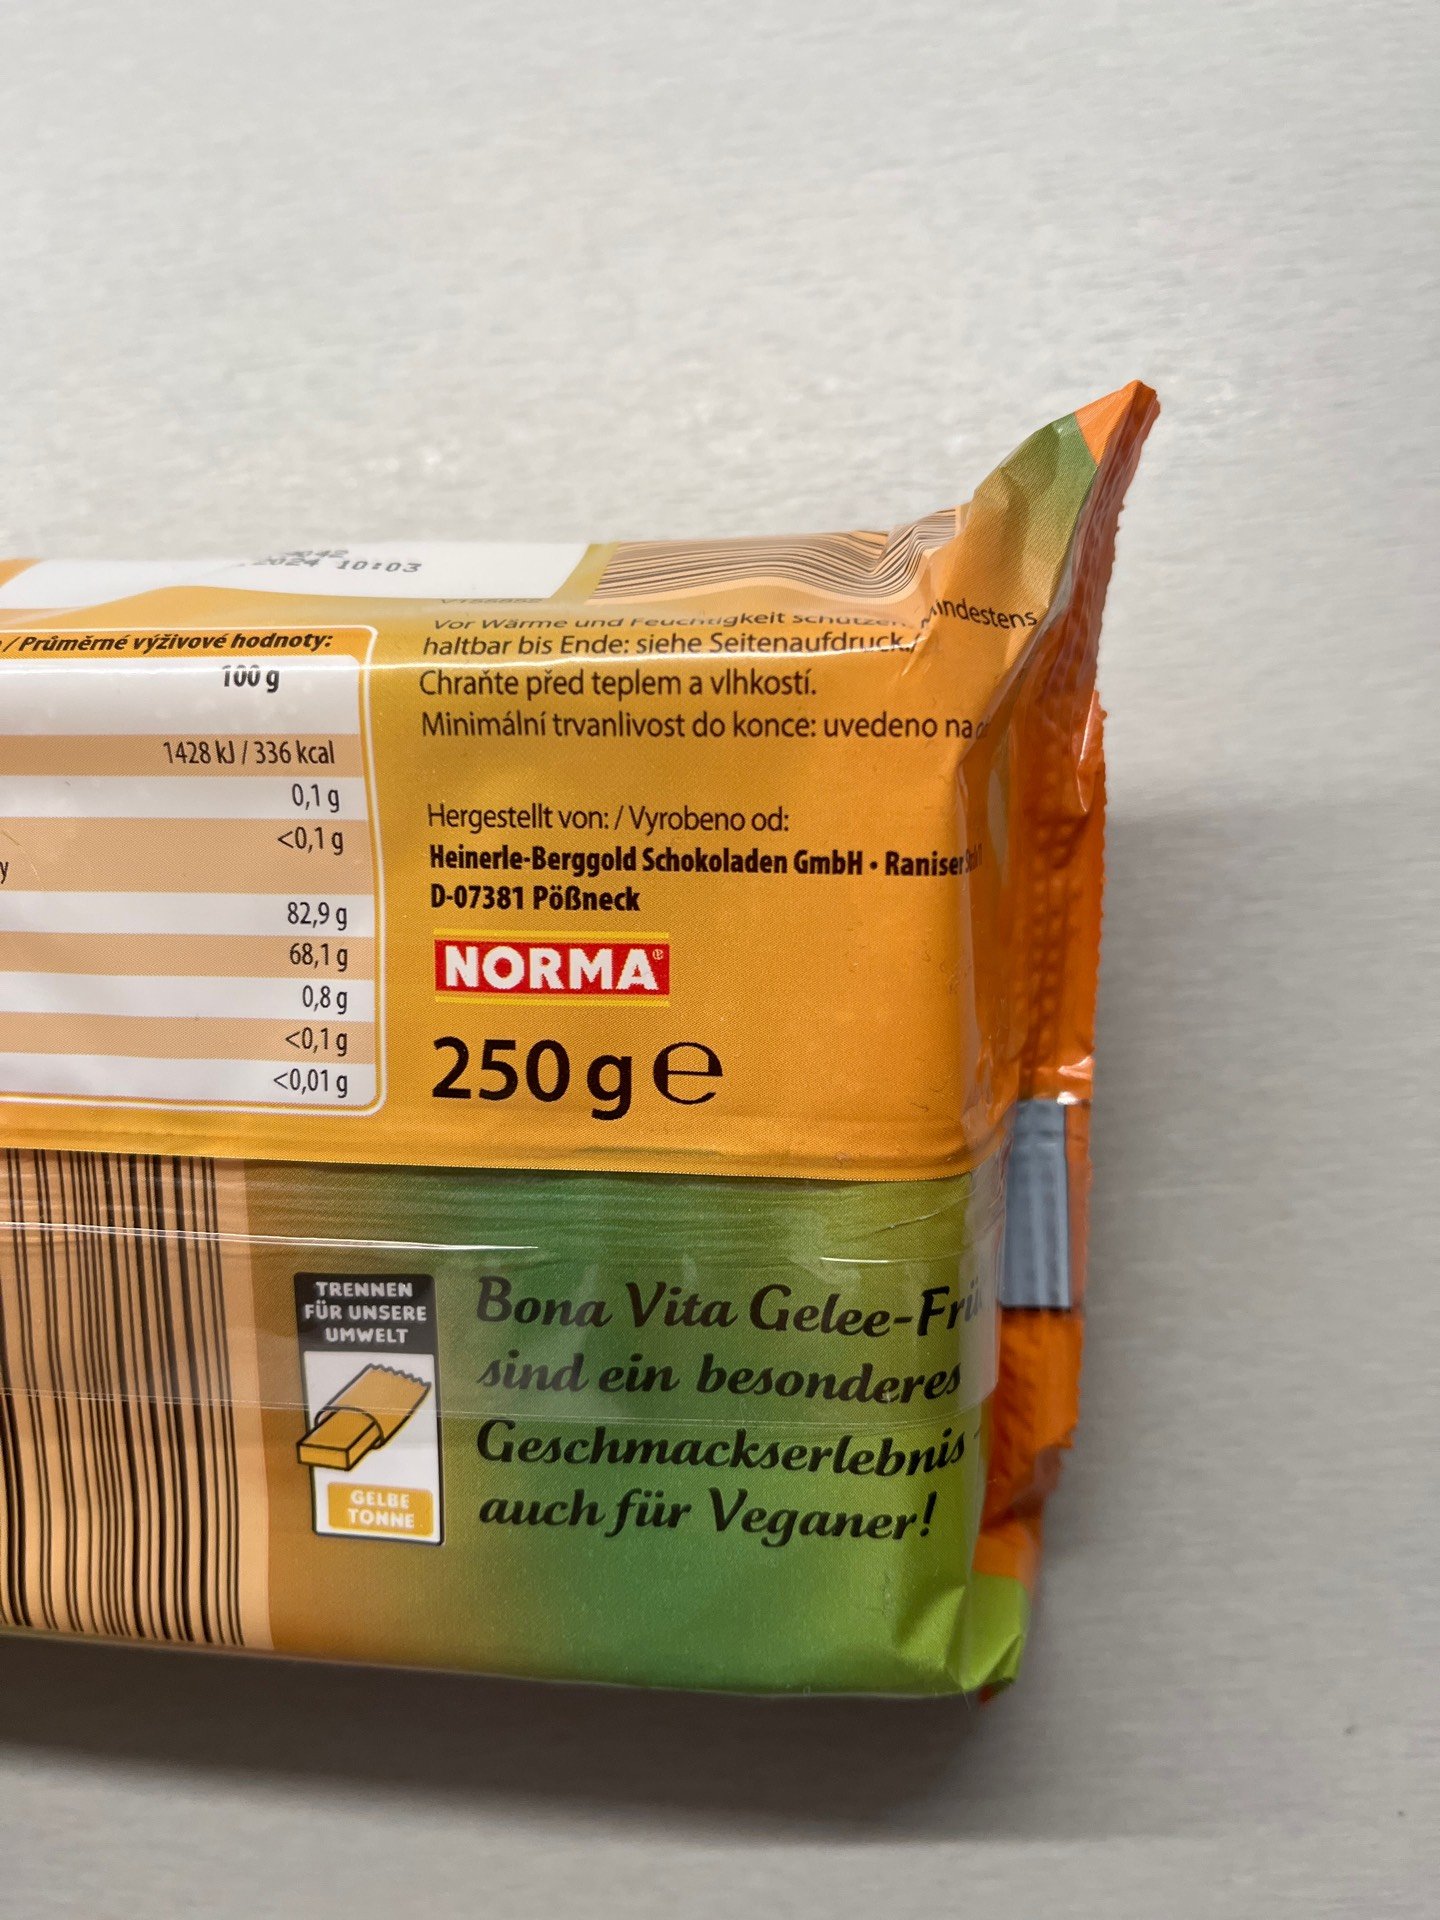 2024 10:03
/ Průměrné výživové hodnoty:
100 g
1428 kJ / 336 kcal
0,1 g
<0,1 g
y
82,9 g
68,1 g
0,8 g
<0,1 g
<0,01 g
Vor Wärme und Feuchtigkeit schützen. Mindestens
haltbar bis Ende: siehe Seitenaufdruck./
Chraňte před teplem a vlhkostí.
Minimální trvanlivost do konce: uvedeno na
Hergestellt von: / Vyrobeno od:
Heinerle-Berggold Schokoladen GmbH • Raniser
D-07381 Pößneck
NORMA®
250 g e
TRENNEN
FÜR UNSERE
UMWELT
GELBE
TONNE
Bona Vita Gelee-Frü
sind ein besonderes
Geschmackserlebnis -
auch für Veganer!